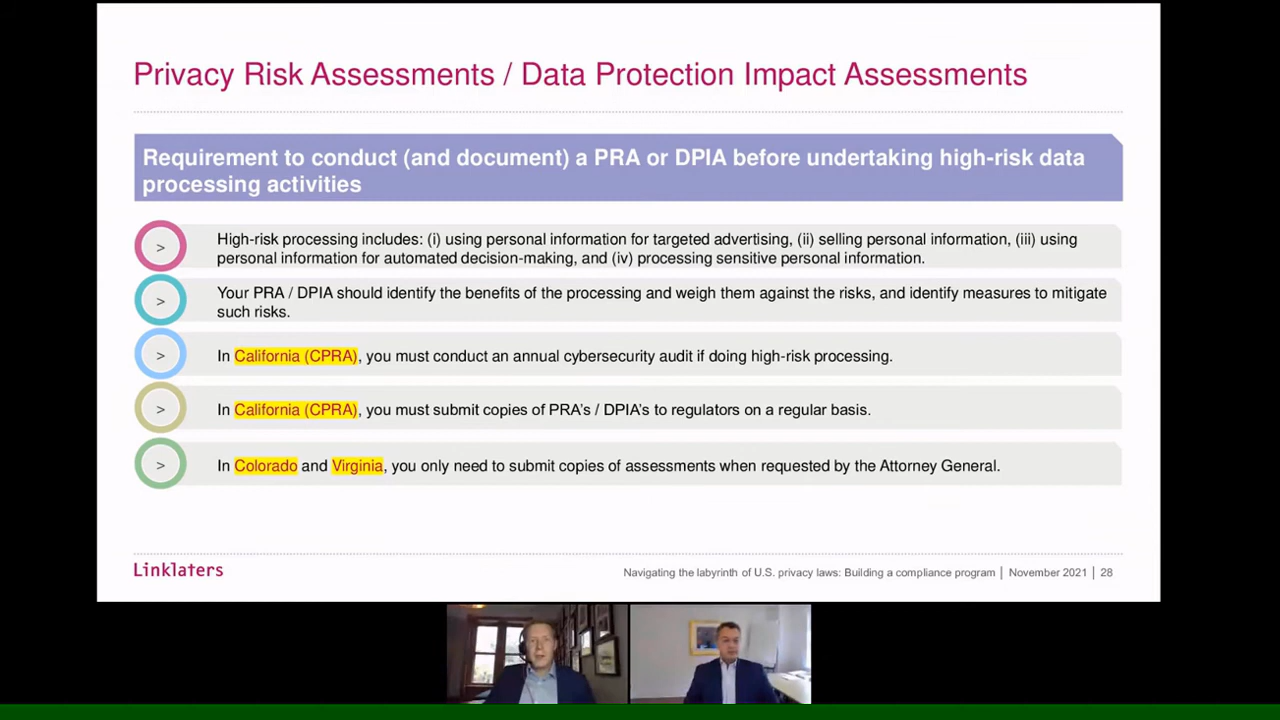 Privacy Risk Assessments / Data Protection Impact Assessments
Requirement to conduct (and document) a PRA or DPIA before undertaking high-risk data
processing activities
> High-risk processing includes: (i) using personal information for targeted advertising, (ii) selling personal information, (iii) using
personal information for automated decision-making, and (iv) processing sensitive personal information.
> Your PRA / DPIA should identify the benefits of the processing and weigh them against the risks, and identify measures to mitigate
such risks.
> In California (CPRA), you must conduct an annual cybersecurity audit if doing high-risk processing.
> In California (CPRA), you must submit copies of PRA's / DPIA's to regulators on a regular basis.
> In Colorado and Virginia, you only need to submit copies of assessments when requested by the Attorney General.
Linklaters
Navigating the labyrinth of U.S. privacy laws: Building a compliance program | November 2021 | 28